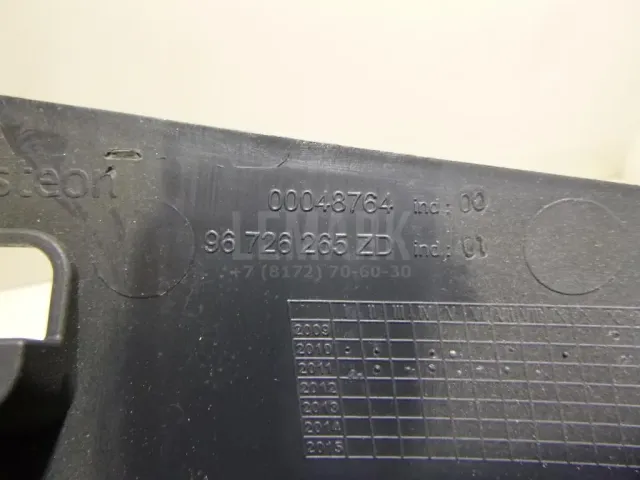 steon
00048764 ind: 00
96 726 265 ZD ind: 01
LEMARK
+7 (8172) 70-60-30
2009
2010
2011
2012
2013
2014
2015